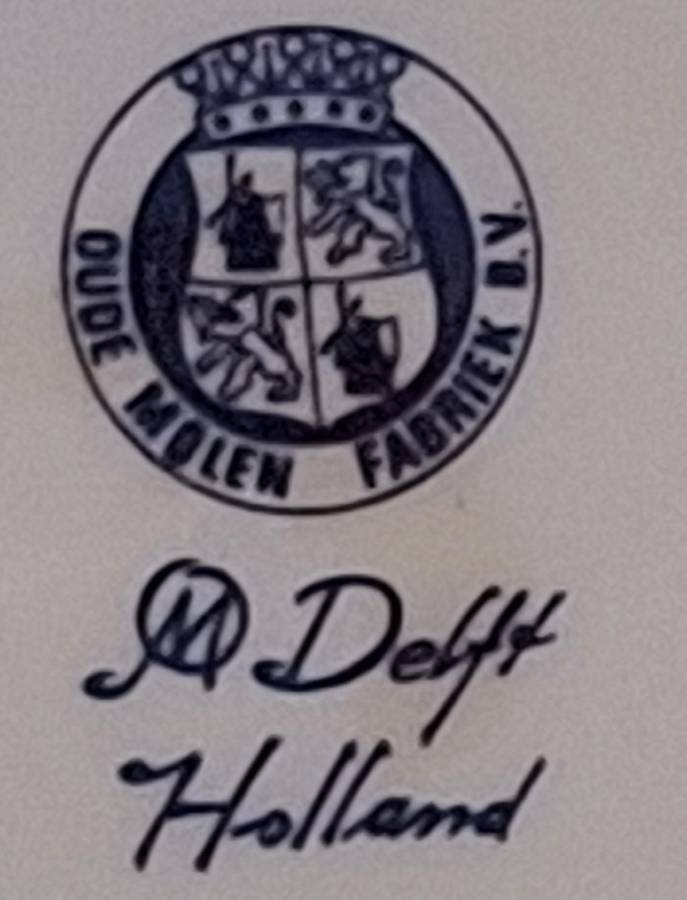 OUDE MOLEN FABRIEK B.V.
OM Delft
Holland